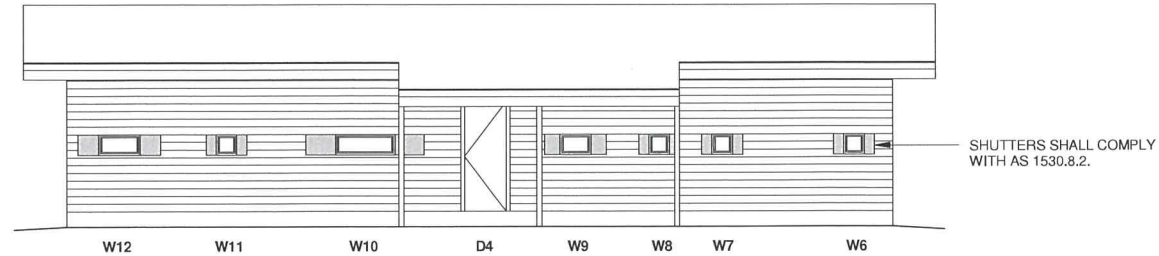 SHUTTERS SHALL COMPLY
WITH AS 1530.8.2.
W12 W11 W10 D4 W9 W8 W7 W6